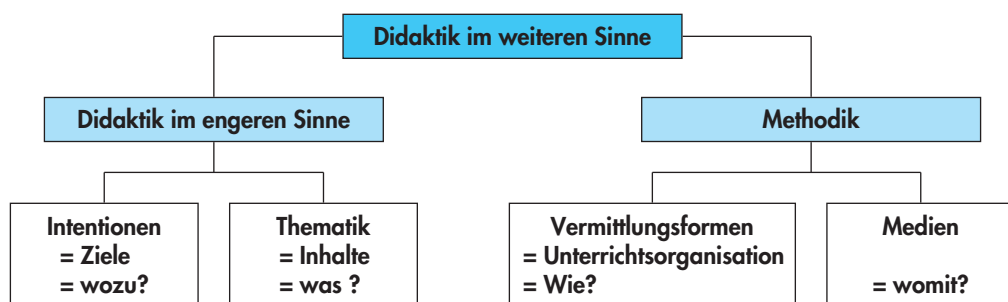 Didaktik im weiteren Sinne
Didaktik im engeren Sinne
Methodik
Intentionen
= Ziele
= wozu?
Thematik
= Inhalte
= was ?
Vermittlungsformen
= Unterrichtsorganisation
= Wie?
Medien
= womit?